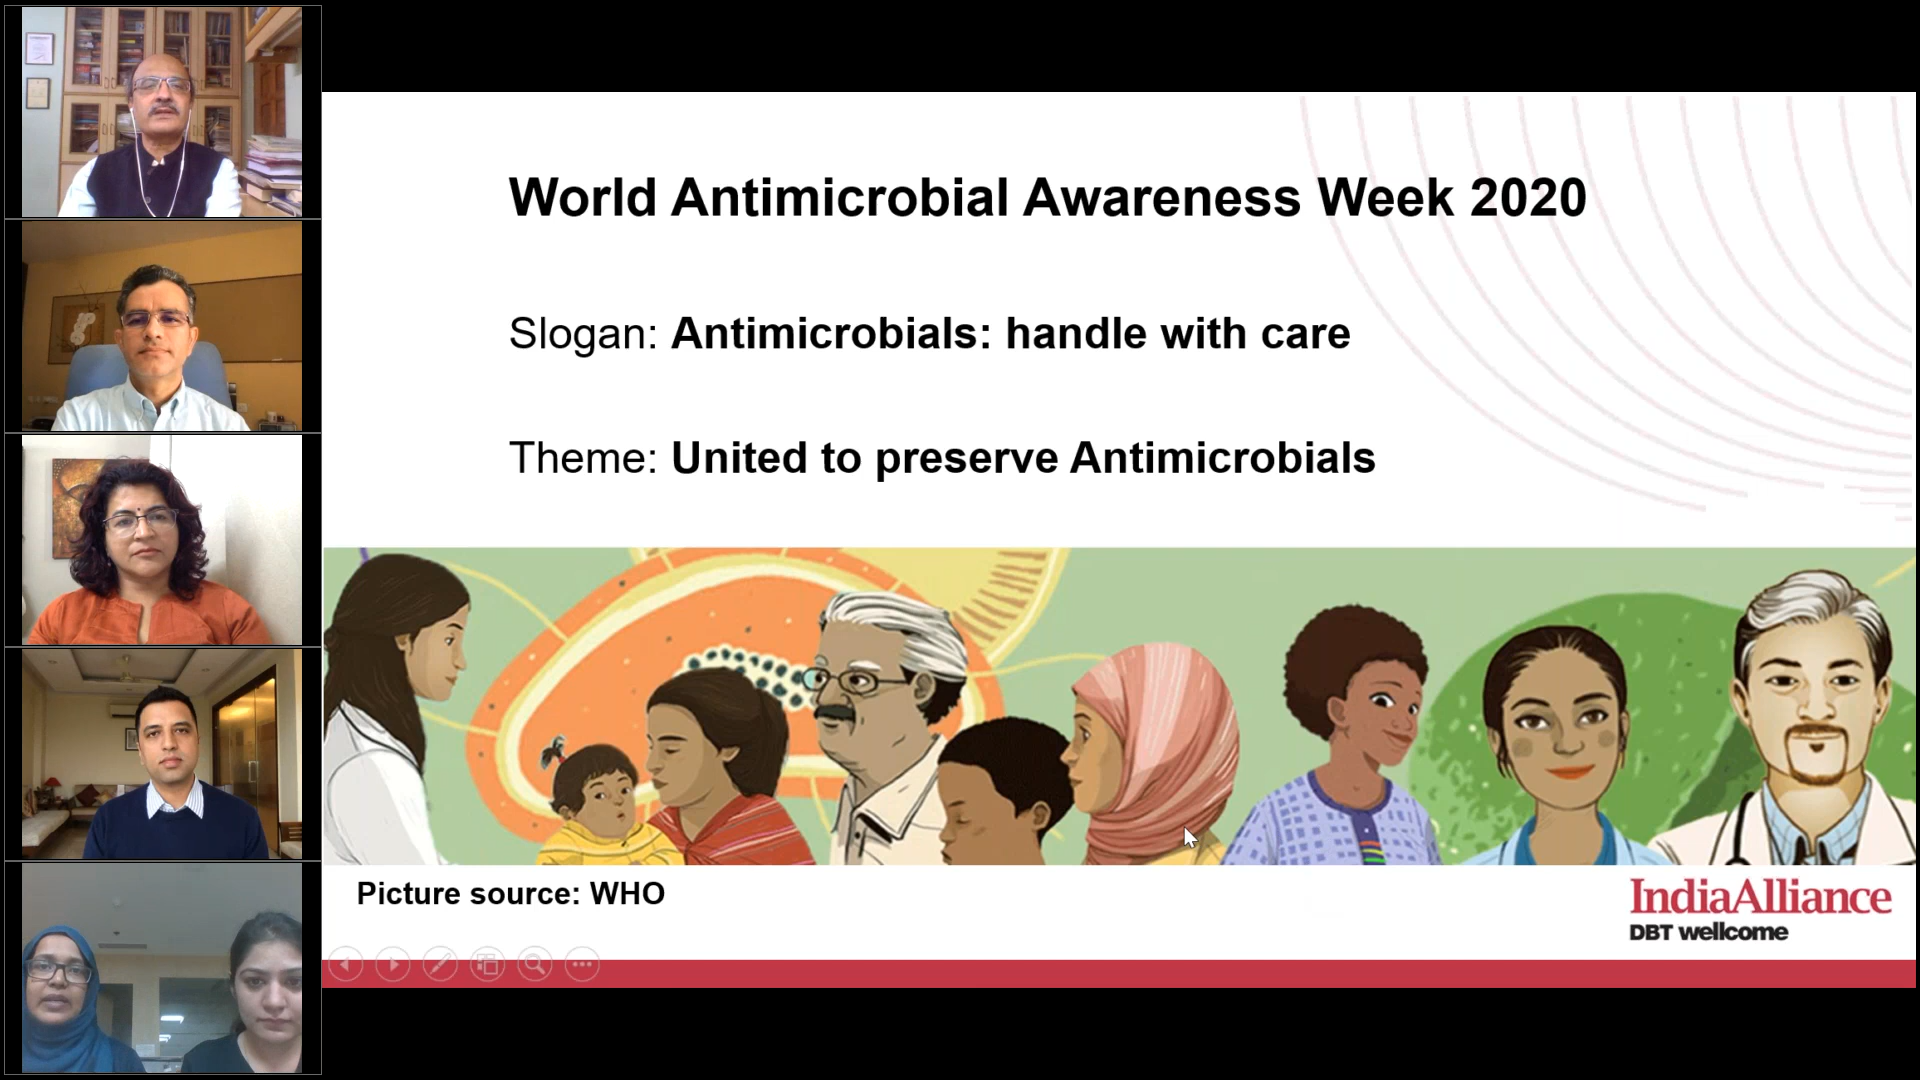 World Antimicrobial Awareness Week 2020
Slogan: Antimicrobials: handle with care
Theme: United to preserve Antimicrobials
Picture source: WHO
IndiaAlliance
DBT wellcome